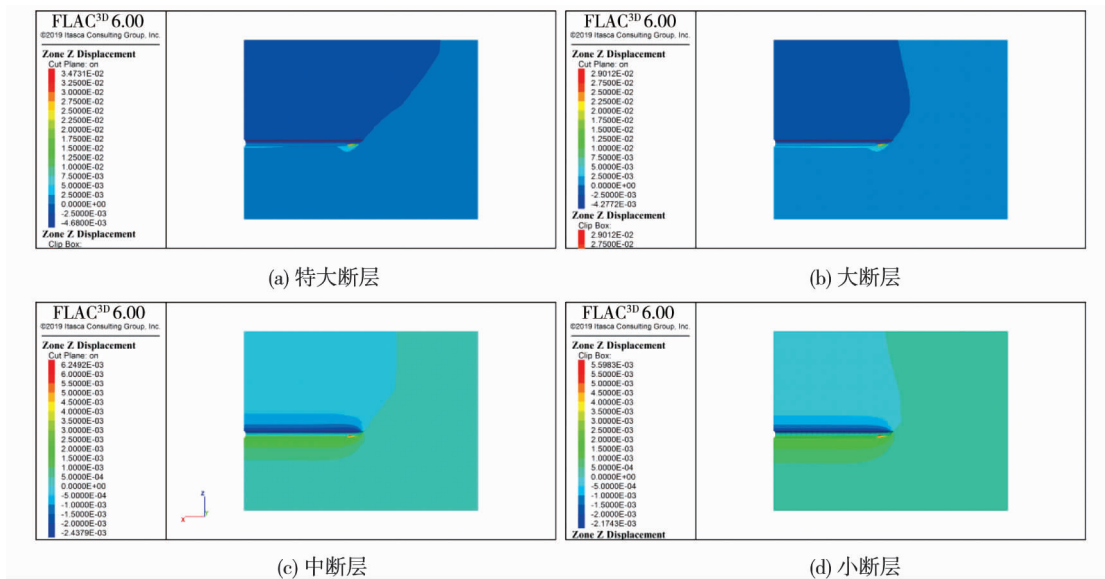 FLAC3D 6.00
©2019 Itasca Consulting Group, Inc.
Zone Z Displacement
Cut Plane: on
3.4731E-02
3.2500E-02
3.0000E-02
2.7500E-02
2.5000E-02
2.2500E-02
2.0000E-02
1.7500E-02
1.5000E-02
1.2500E-02
1.0000E-02
7.5000E-03
5.0000E-03
2.5000E-03
0.0000E+00
-2.5000E-03
-4.6800E-03
Zone Z Displacement
Clip Box:
(a) 特大断层
FLAC3D 6.00
©2019 Itasca Consulting Group, Inc.
Zone Z Displacement
Cut Plane: on
2.9012E-02
2.7500E-02
2.5000E-02
2.2500E-02
2.0000E-02
1.7500E-02
1.5000E-02
1.2500E-02
1.0000E-02
7.5000E-03
5.0000E-03
2.5000E-03
0.0000E+00
-4.2772E-03
Zone Z Displacement
Clip Box:
2.9012E-02
2.7500E-02
(b) 大断层
FLAC3D 6.00
©2019 Itasca Consulting Group, Inc.
Zone Z Displacement
Cut Plane: on
6.2492E-03
6.0000E-03
5.5000E-03
5.0000E-03
4.5000E-03
4.0000E-03
3.5000E-03
3.0000E-03
2.5000E-03
2.0000E-03
1.5000E-03
1.0000E-03
5.0000E-04
0.0000E+00
-5.0000E-04
-1.0000E-03
-1.5000E-03
-2.0000E-03
-2.4379E-03
Z
Y
X
(c) 中断层
FLAC3D 6.00
©2019 Itasca Consulting Group, Inc.
Zone Z Displacement
Clip Box:
5.5983E-03
5.5000E-03
5.0000E-03
4.5000E-03
4.0000E-03
3.5000E-03
3.0000E-03
2.5000E-03
2.0000E-03
1.5000E-03
1.0000E-03
5.0000E-04
0.0000E+00
-5.0000E-04
-1.0000E-03
-1.5000E-03
-2.0000E-03
-2.1743E-03
Zone Z Displacement
(d) 小断层